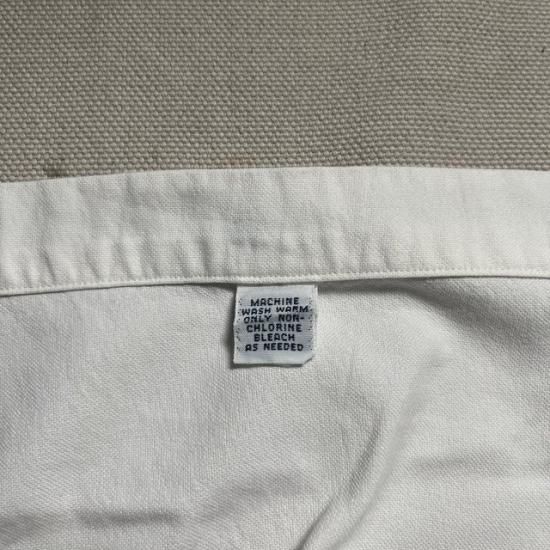 MACHINE
WASH WARM
ONLY NON-
CHLORINE
BLEACH
AS NEEDED